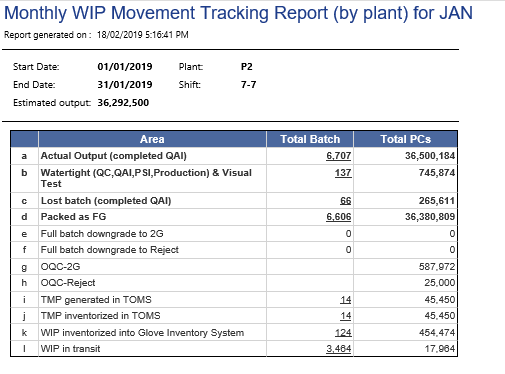 Monthly WIP Movement Tracking Report (by plant) for JAN
Report generated on : 18/02/2019 5:16:41 PM
Start Date: 01/01/2019 Plant: P2
End Date: 31/01/2019 Shift: 7-7
Estimated output: 36,292,500
Area Total Batch Total PCs
a Actual Output (completed QAI) 6,707 36,500,184
b Watertight (QC,QAI,PSI,Production) & Visual 137 745,874
Test
c Lost batch (completed QAI) 66 265,611
d Packed as FG 6,606 36,380,809
e Full batch downgrade to 2G 0 0
f Full batch downgrade to Reject 0 0
g OQC-2G 587,972
h OQC-Reject 25,000
i TMP generated in TOMS 14 45,450
j TMP inventorized in TOMS 14 45,450
k WIP inventorized into Glove Inventory System 124 454,474
l WIP in transit 3,464 17,964